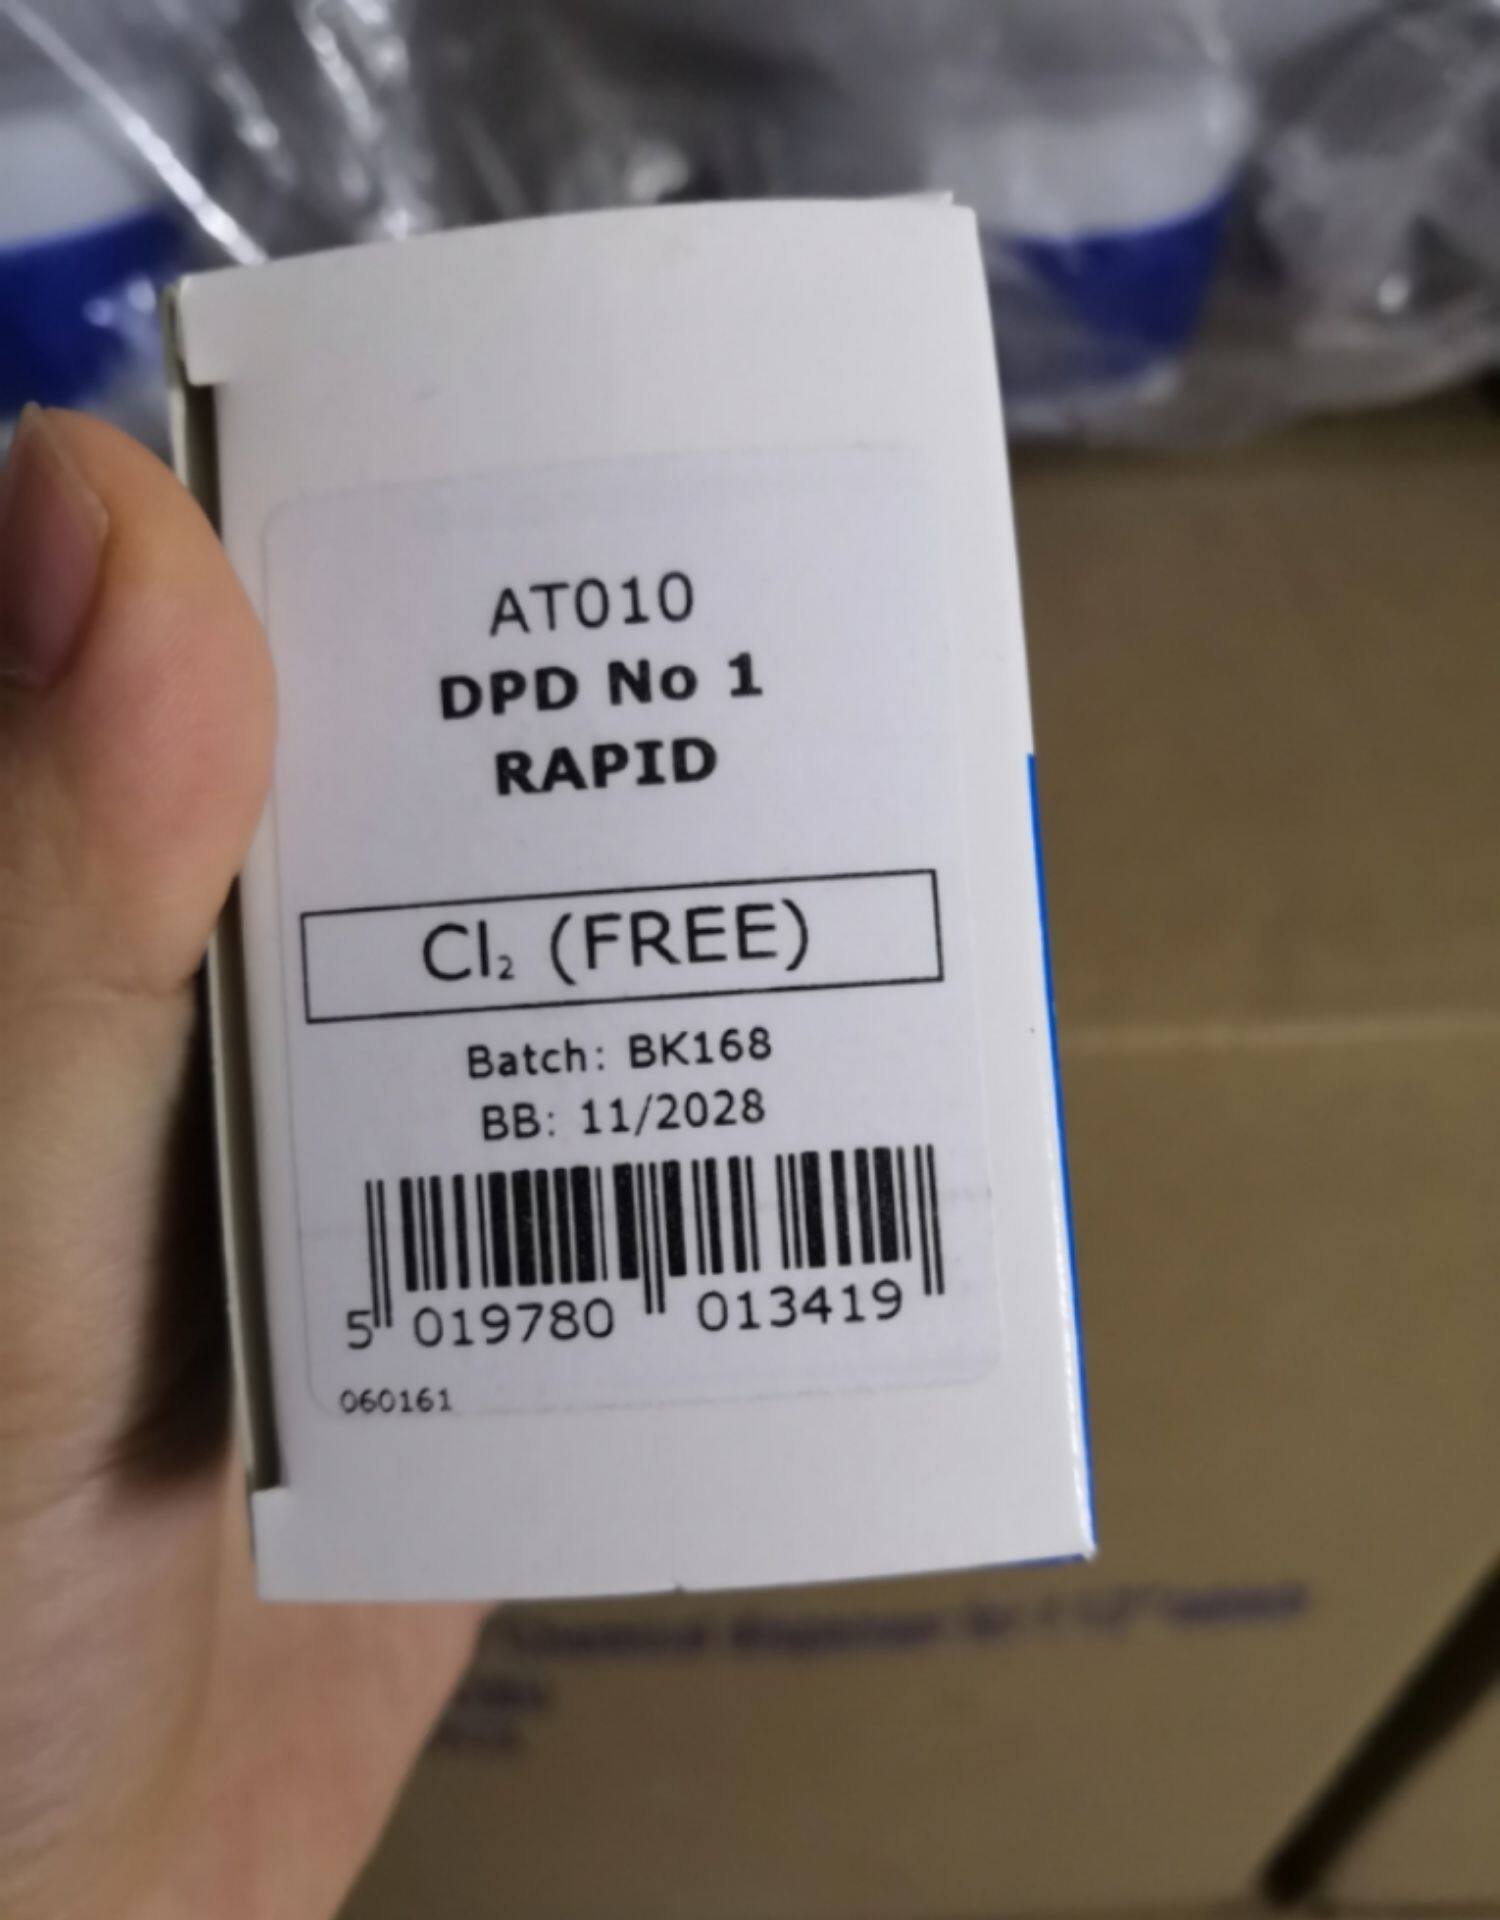 AT010
DPD No 1
RAPID
Cl₂ (FREE)
Batch: BK168
BB: 11/2028
5 019780 013419
060161